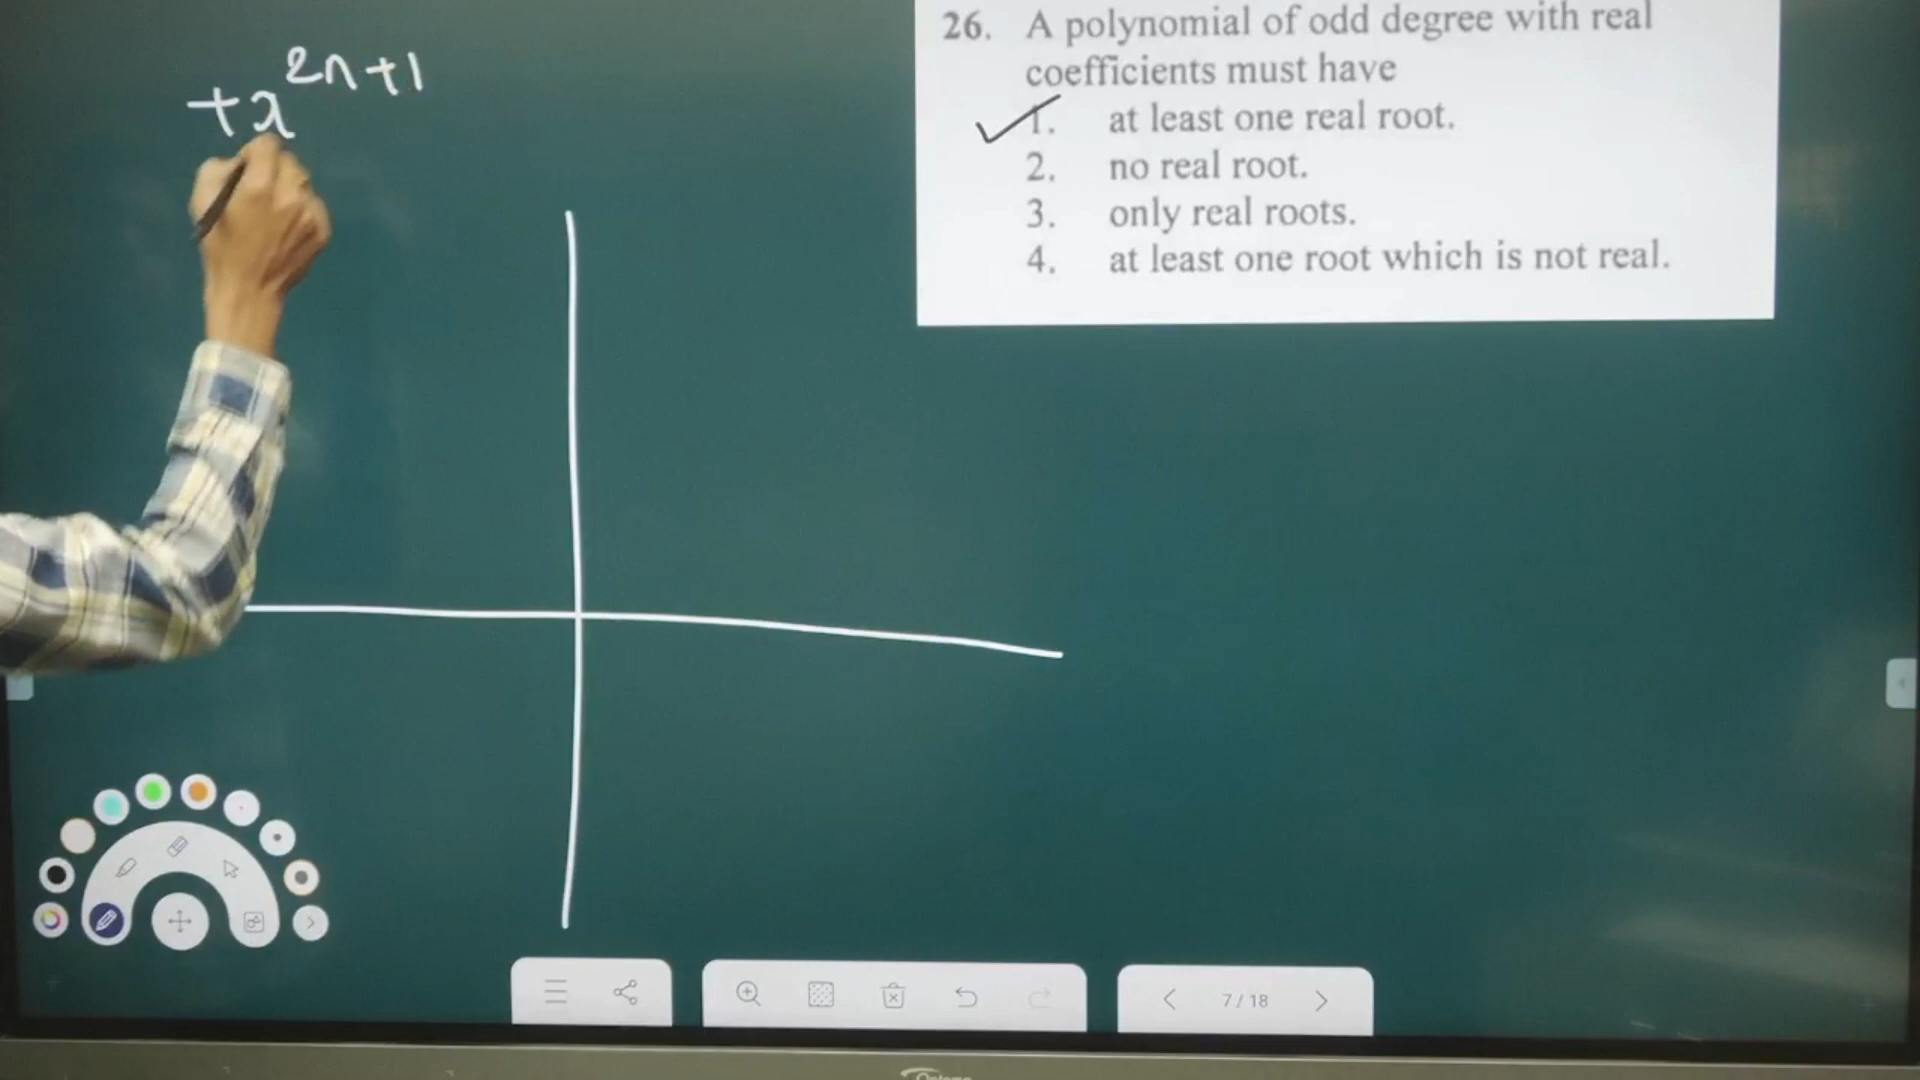 +x^{2n+1}
26. A polynomial of odd degree with real
coefficients must have
1. at least one real root.
2. no real root.
3. only real roots.
4. at least one root which is not real.
7 / 18